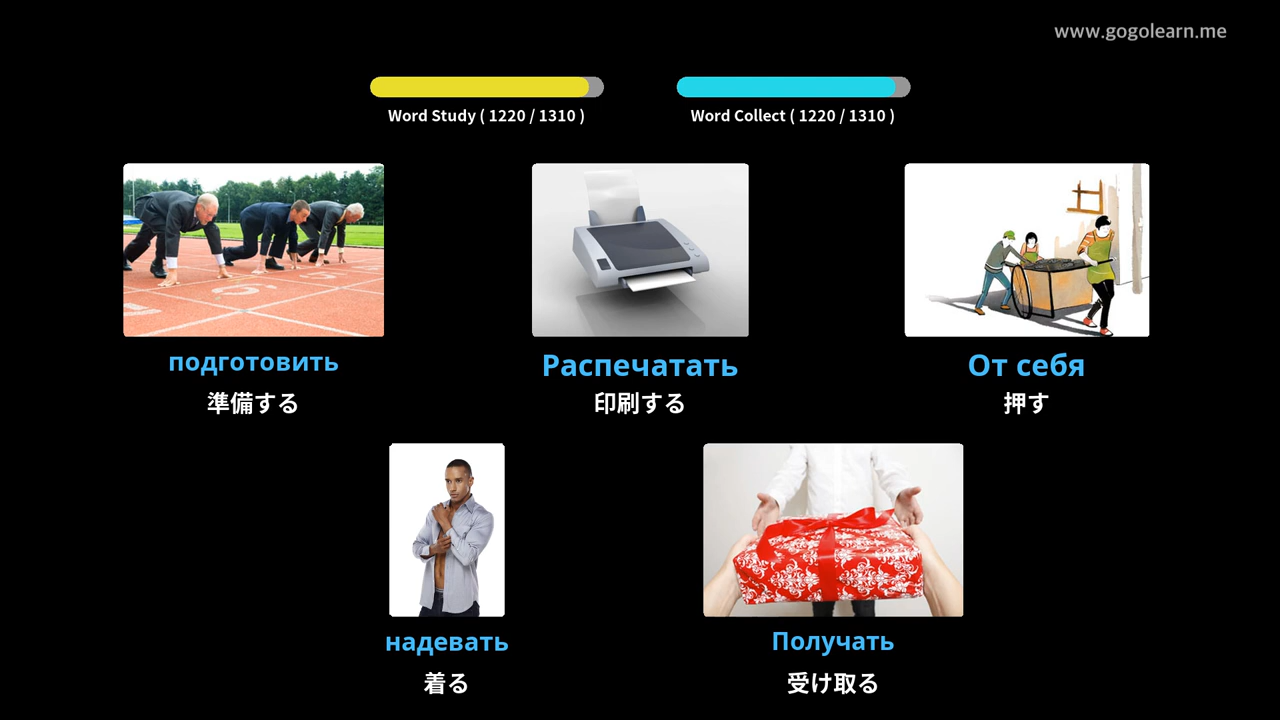 www.gogolearn.me
Word Study ( 1220 / 1310 )
Word Collect ( 1220 / 1310 )
подготовить
Распечатать
От себя
準備する
印刷する
押す
надевать
Получать
着る
受け取る